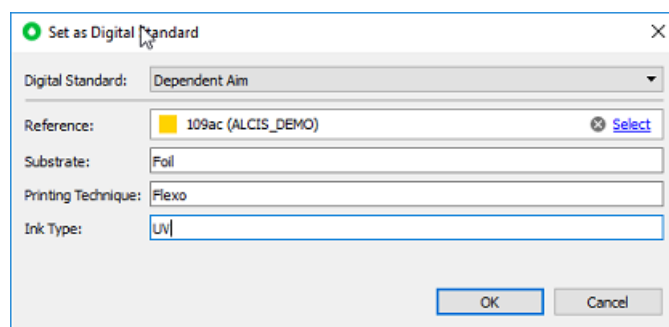 Set as Digital Standard
Digital Standard: Dependent Aim
Reference: 109ac (ALCIS_DEMO) Select
Substrate: Foil
Printing Technique: Flexo
Ink Type: UV
OK Cancel